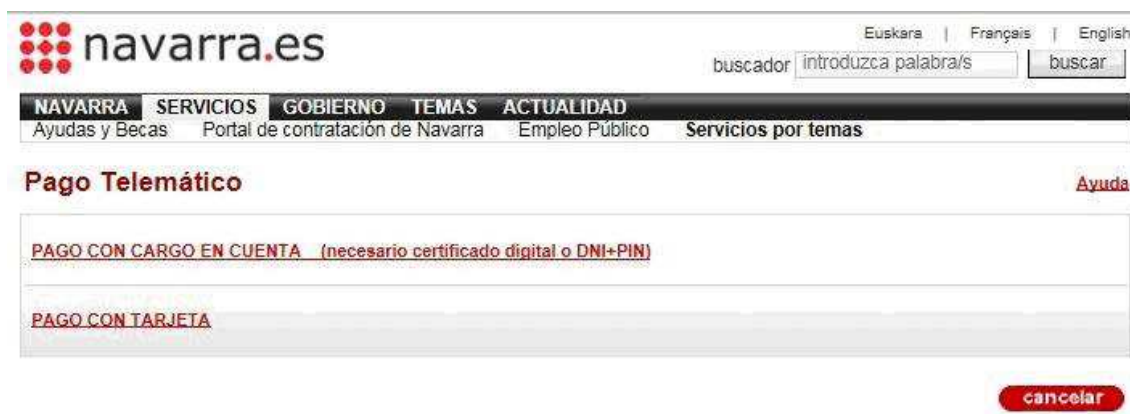 navarra.es
Euskara | Français | English
buscador introduzca palabra/s buscar
NAVARRA SERVICIOS GOBIERNO TEMAS ACTUALIDAD
Ayudas y Becas Portal de contratación de Navarra Empleo Público Servicios por temas
Pago Telemático Ayuda
PAGO CON CARGO EN CUENTA (necesario certificado digital o DNI+PIN)
PAGO CON TARJETA
cancelar